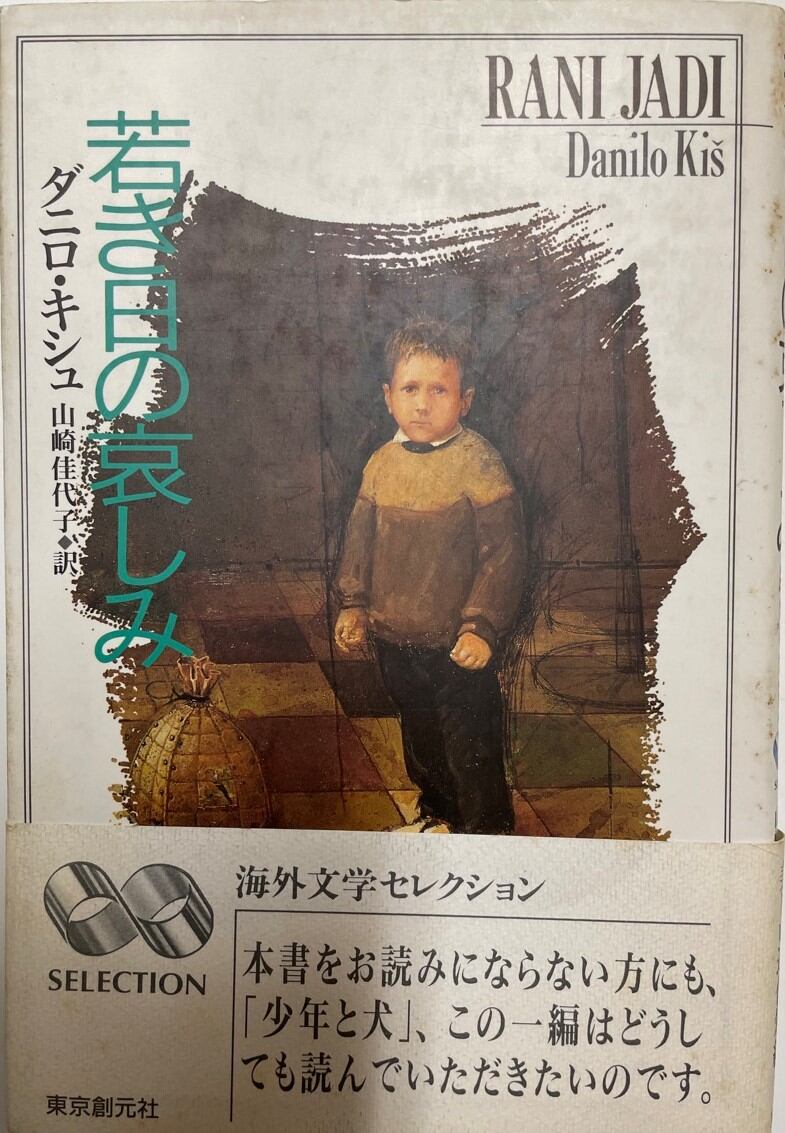 RANI JADI
Danilo Kiš
若き日の哀しみ
ダニロ・キシュ
山崎佳代子◆訳
海外文学セレクション
SELECTION
本書をお読みにならない方にも、
「少年と犬」、この一編はどうし
ても読んでいただきたいのです。
東京創元社